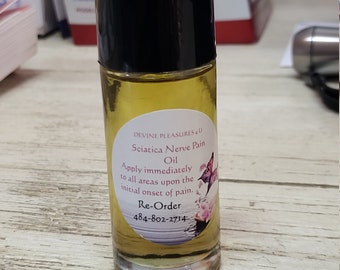 DEVINE PLEASURES 4 U
Sciatica Nerve Pain
Oil
Apply immediately
to all areas upon the
initial onset of pain.
Re-Order
484-802-2714